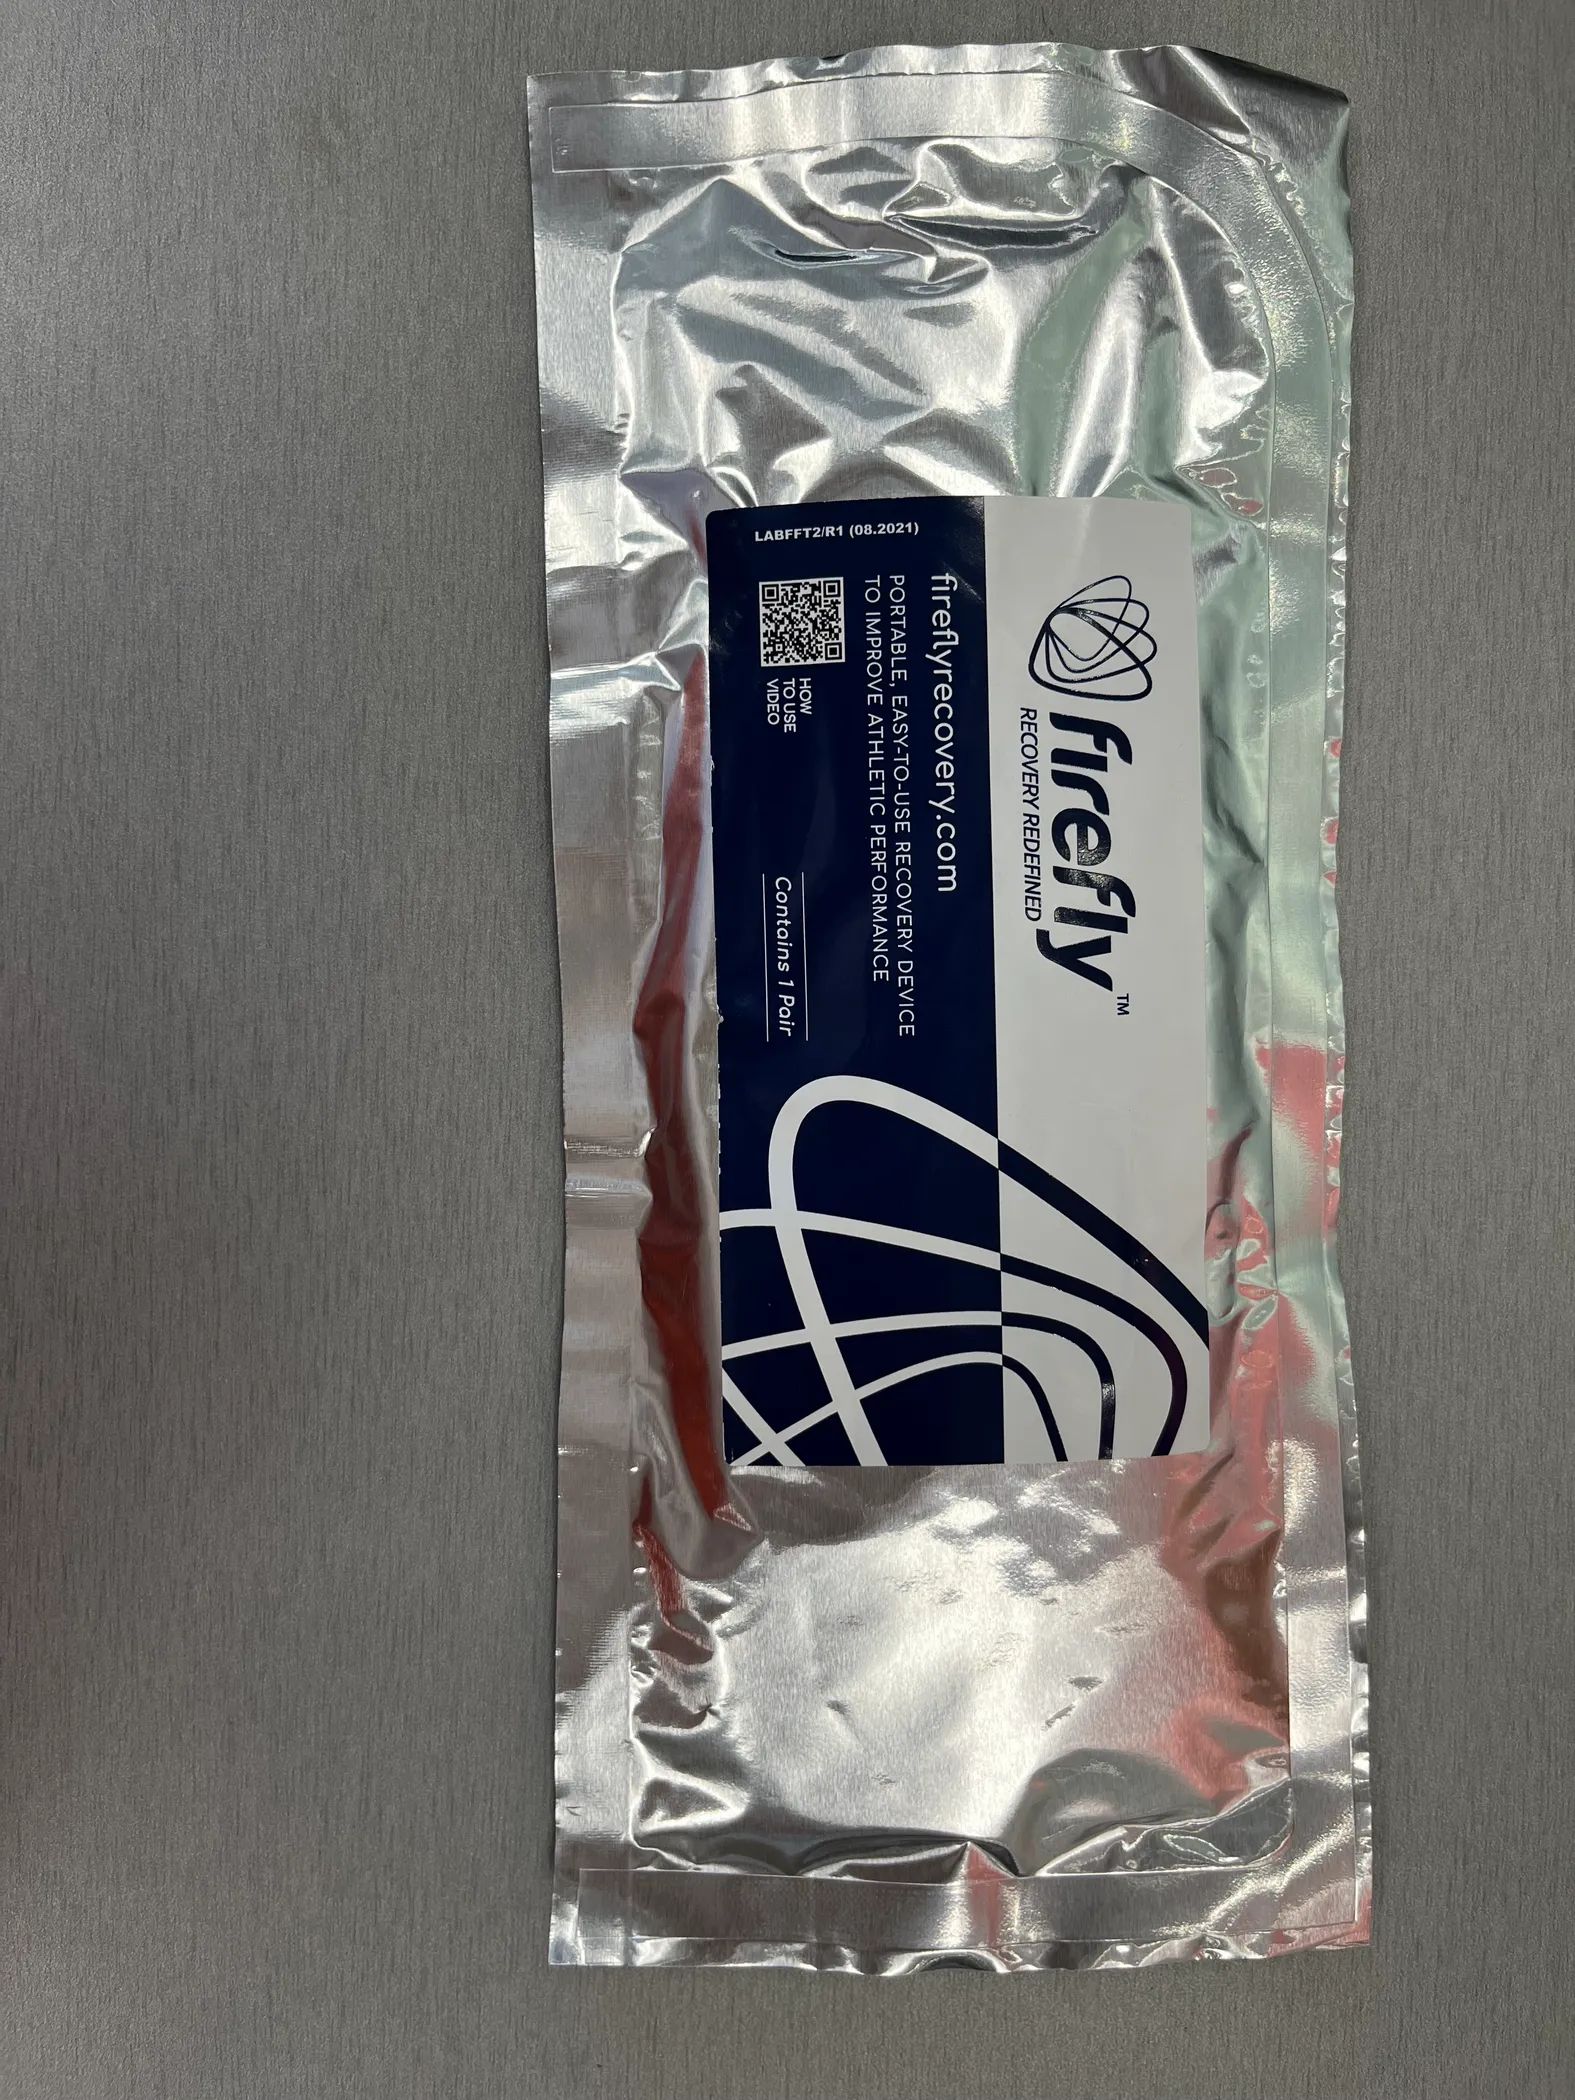 firefly™
RECOVERY REDEFINED
fireflyrecovery.com
PORTABLE, EASY-TO-USE RECOVERY DEVICE
TO IMPROVE ATHLETIC PERFORMANCE
HOW
TO USE
VIDEO
Contains 1 Pair
LABFFT2/R1 (08.2021)